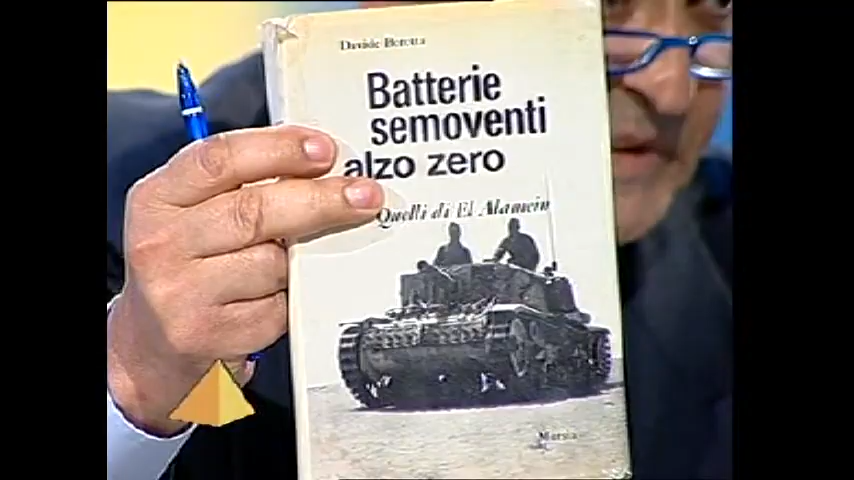 Davide Beretta
Batterie
semoventi
alzo zero
Quelli di El Alamein
Mursia